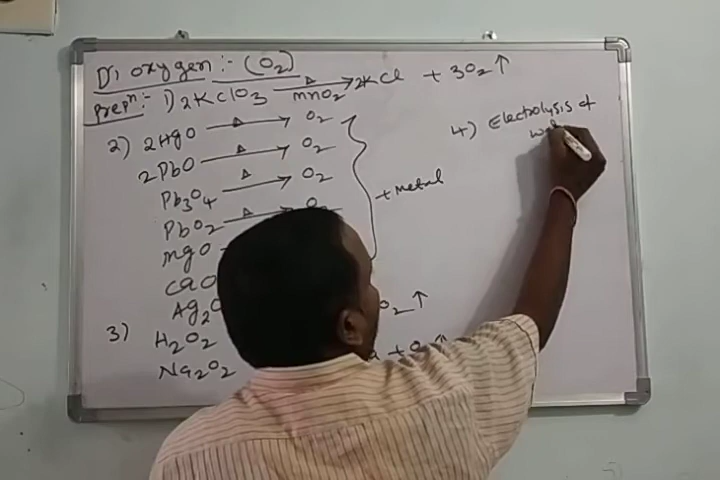 Di oxygen :- (O₂)
Prepⁿ :- 1) 2KClO₃ —Δ/MnO₂→ 2KCl + 3O₂ ↑
2) 2HgO —Δ→ O₂
2PbO —Δ→ O₂
Pb₃O₄ —Δ→ O₂
PbO₂ —Δ→ O₂
+ Metal
MgO
CaO
Ag₂O
3) H₂O₂ O₂ ↑
Na₂O₂ + O₂ ↑
4) Electrolysis of